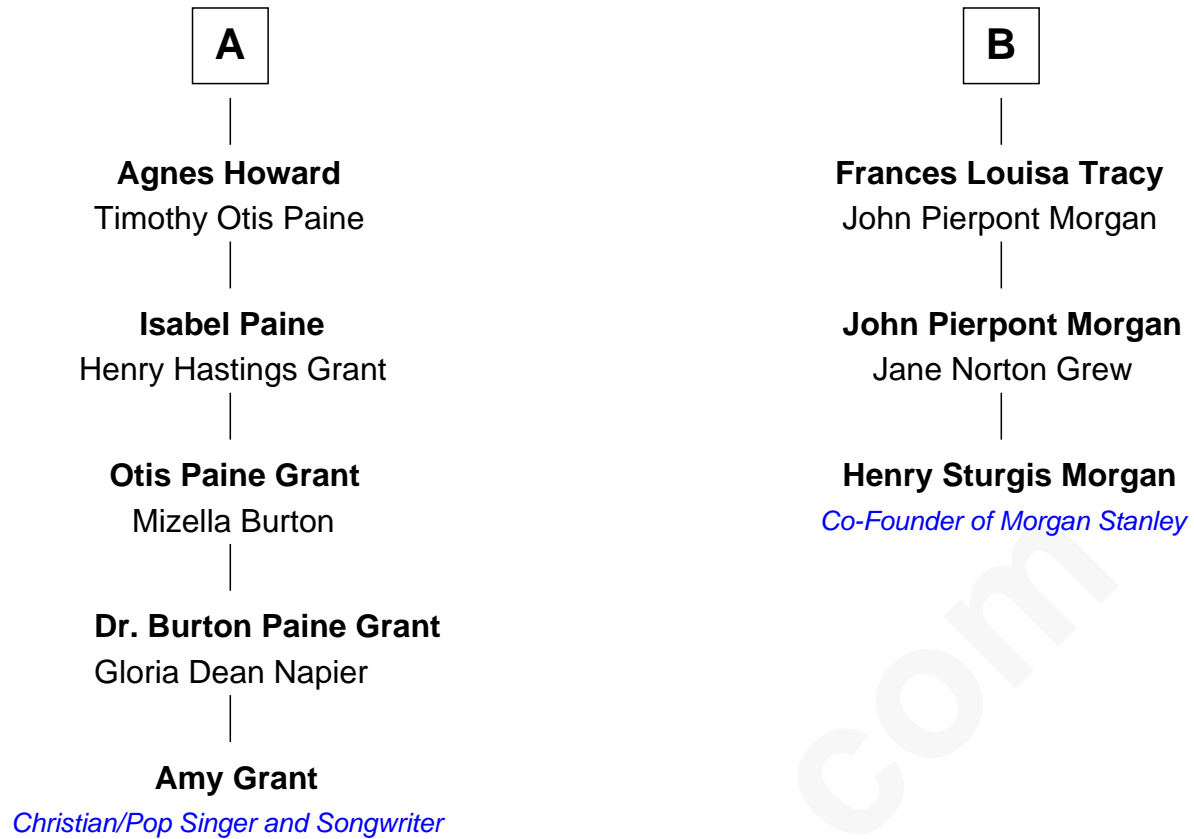 A
Agnes Howard
Timothy Otis Paine
Isabel Paine
Henry Hastings Grant
Otis Paine Grant
Mizella Burton
Dr. Burton Paine Grant
Gloria Dean Napier
Amy Grant
Christian/Pop Singer and Songwriter
B
Frances Louisa Tracy
John Pierpont Morgan
John Pierpont Morgan
Jane Norton Grew
Henry Sturgis Morgan
Co-Founder of Morgan Stanley
com